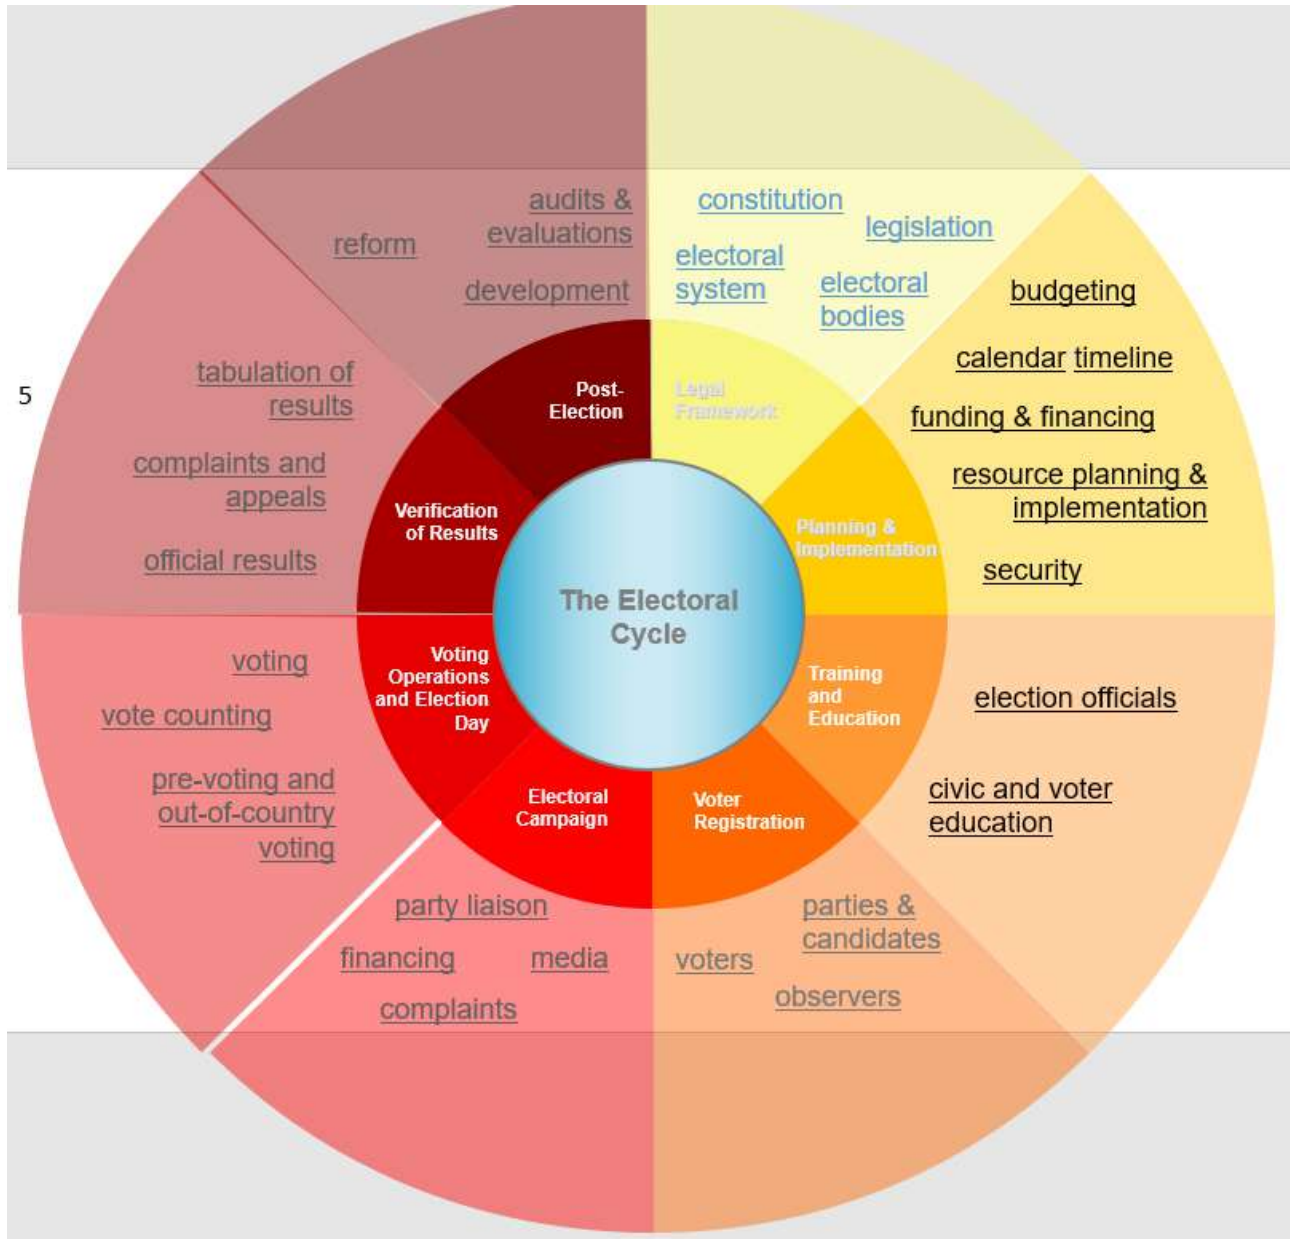 constitution
legislation
electoral
system
electoral
bodies
Legal
Framework
budgeting
calendar timeline
funding & financing
resource planning &
implementation
security
Planning &
Implementation
election officials
civic and voter
education
Training
and
Education
parties &
candidates
voters
observers
Voter
Registration
party liaison
financing
media
complaints
Electoral
Campaign
voting
vote counting
pre-voting and
out-of-country
voting
Voting
Operations
and Election
Day
tabulation of
results
complaints and
appeals
official results
Verification
of Results
audits &
evaluations
reform
development
Post-
Election
The Electoral
Cycle
5